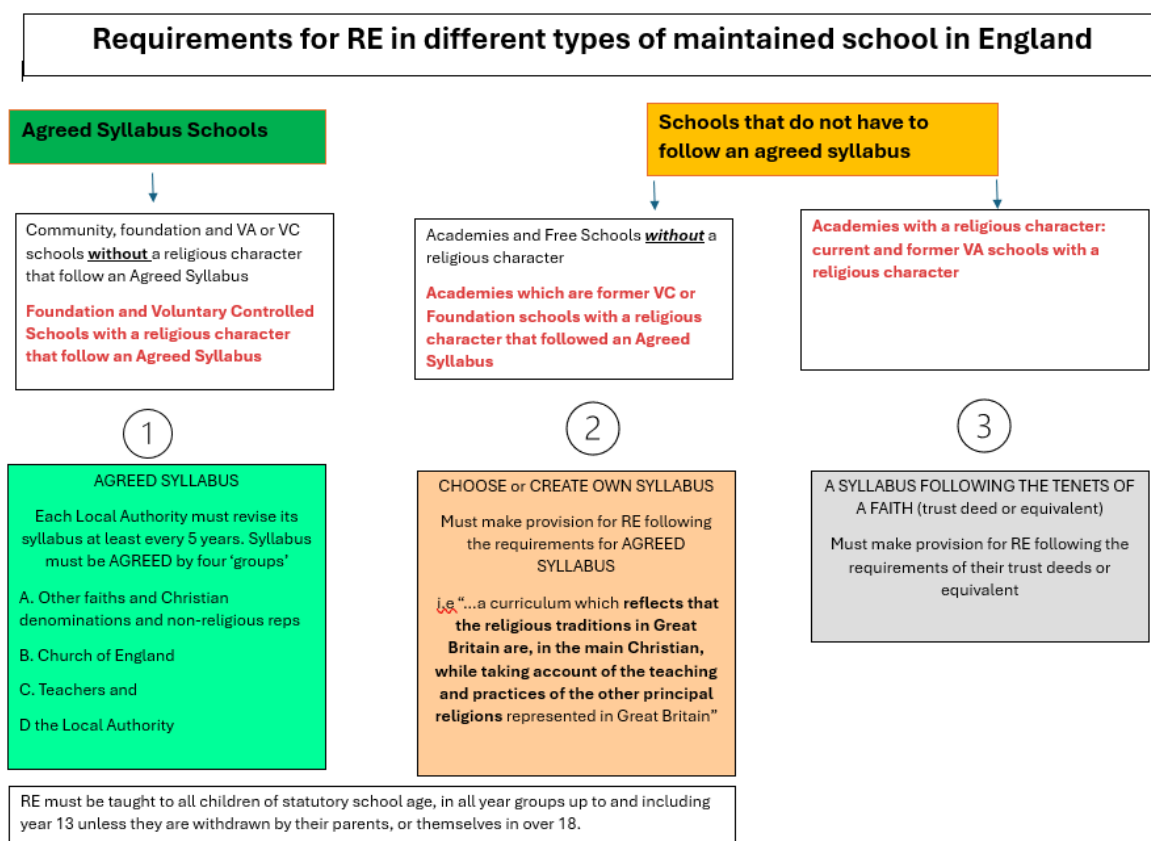 Requirements for RE in different types of maintained school in England
Agreed Syllabus Schools
Schools that do not have to
follow an agreed syllabus
Community, foundation and VA or VC
schools without a religious character
that follow an Agreed Syllabus
Foundation and Voluntary Controlled
Schools with a religious character
that follow an Agreed Syllabus
Academies and Free Schools without a
religious character
Academies which are former VC or
Foundation schools with a religious
character that followed an Agreed
Syllabus
Academies with a religious character:
current and former VA schools with a
religious character
1
2
3
AGREED SYLLABUS
Each Local Authority must revise its
syllabus at least every 5 years. Syllabus
must be AGREED by four ‘groups’
A. Other faiths and Christian
denominations and non-religious reps
B. Church of England
C. Teachers and
D the Local Authority
CHOOSE or CREATE OWN SYLLABUS
Must make provision for RE following
the requirements for AGREED
SYLLABUS
i.e “...a curriculum which reflects that
the religious traditions in Great
Britain are, in the main Christian,
while taking account of the teaching
and practices of the other principal
religions represented in Great Britain”
A SYLLABUS FOLLOWING THE TENETS OF
A FAITH (trust deed or equivalent)
Must make provision for RE following the
requirements of their trust deeds or
equivalent
RE must be taught to all children of statutory school age, in all year groups up to and including
year 13 unless they are withdrawn by their parents, or themselves in over 18.